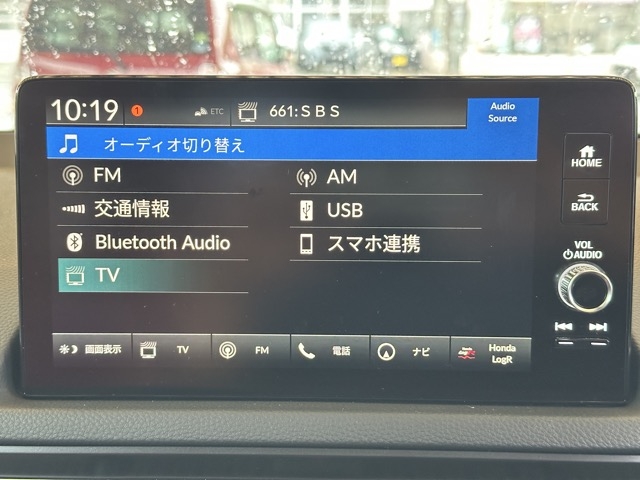 10:19 1 ETC 661:SBS Audio Source
オーディオ切り替え
FM AM
交通情報 USB
Bluetooth Audio スマホ連携
TV
画面表示 TV FM 電話 ナビ Honda LogR
HOME
BACK
VOL
AUDIO